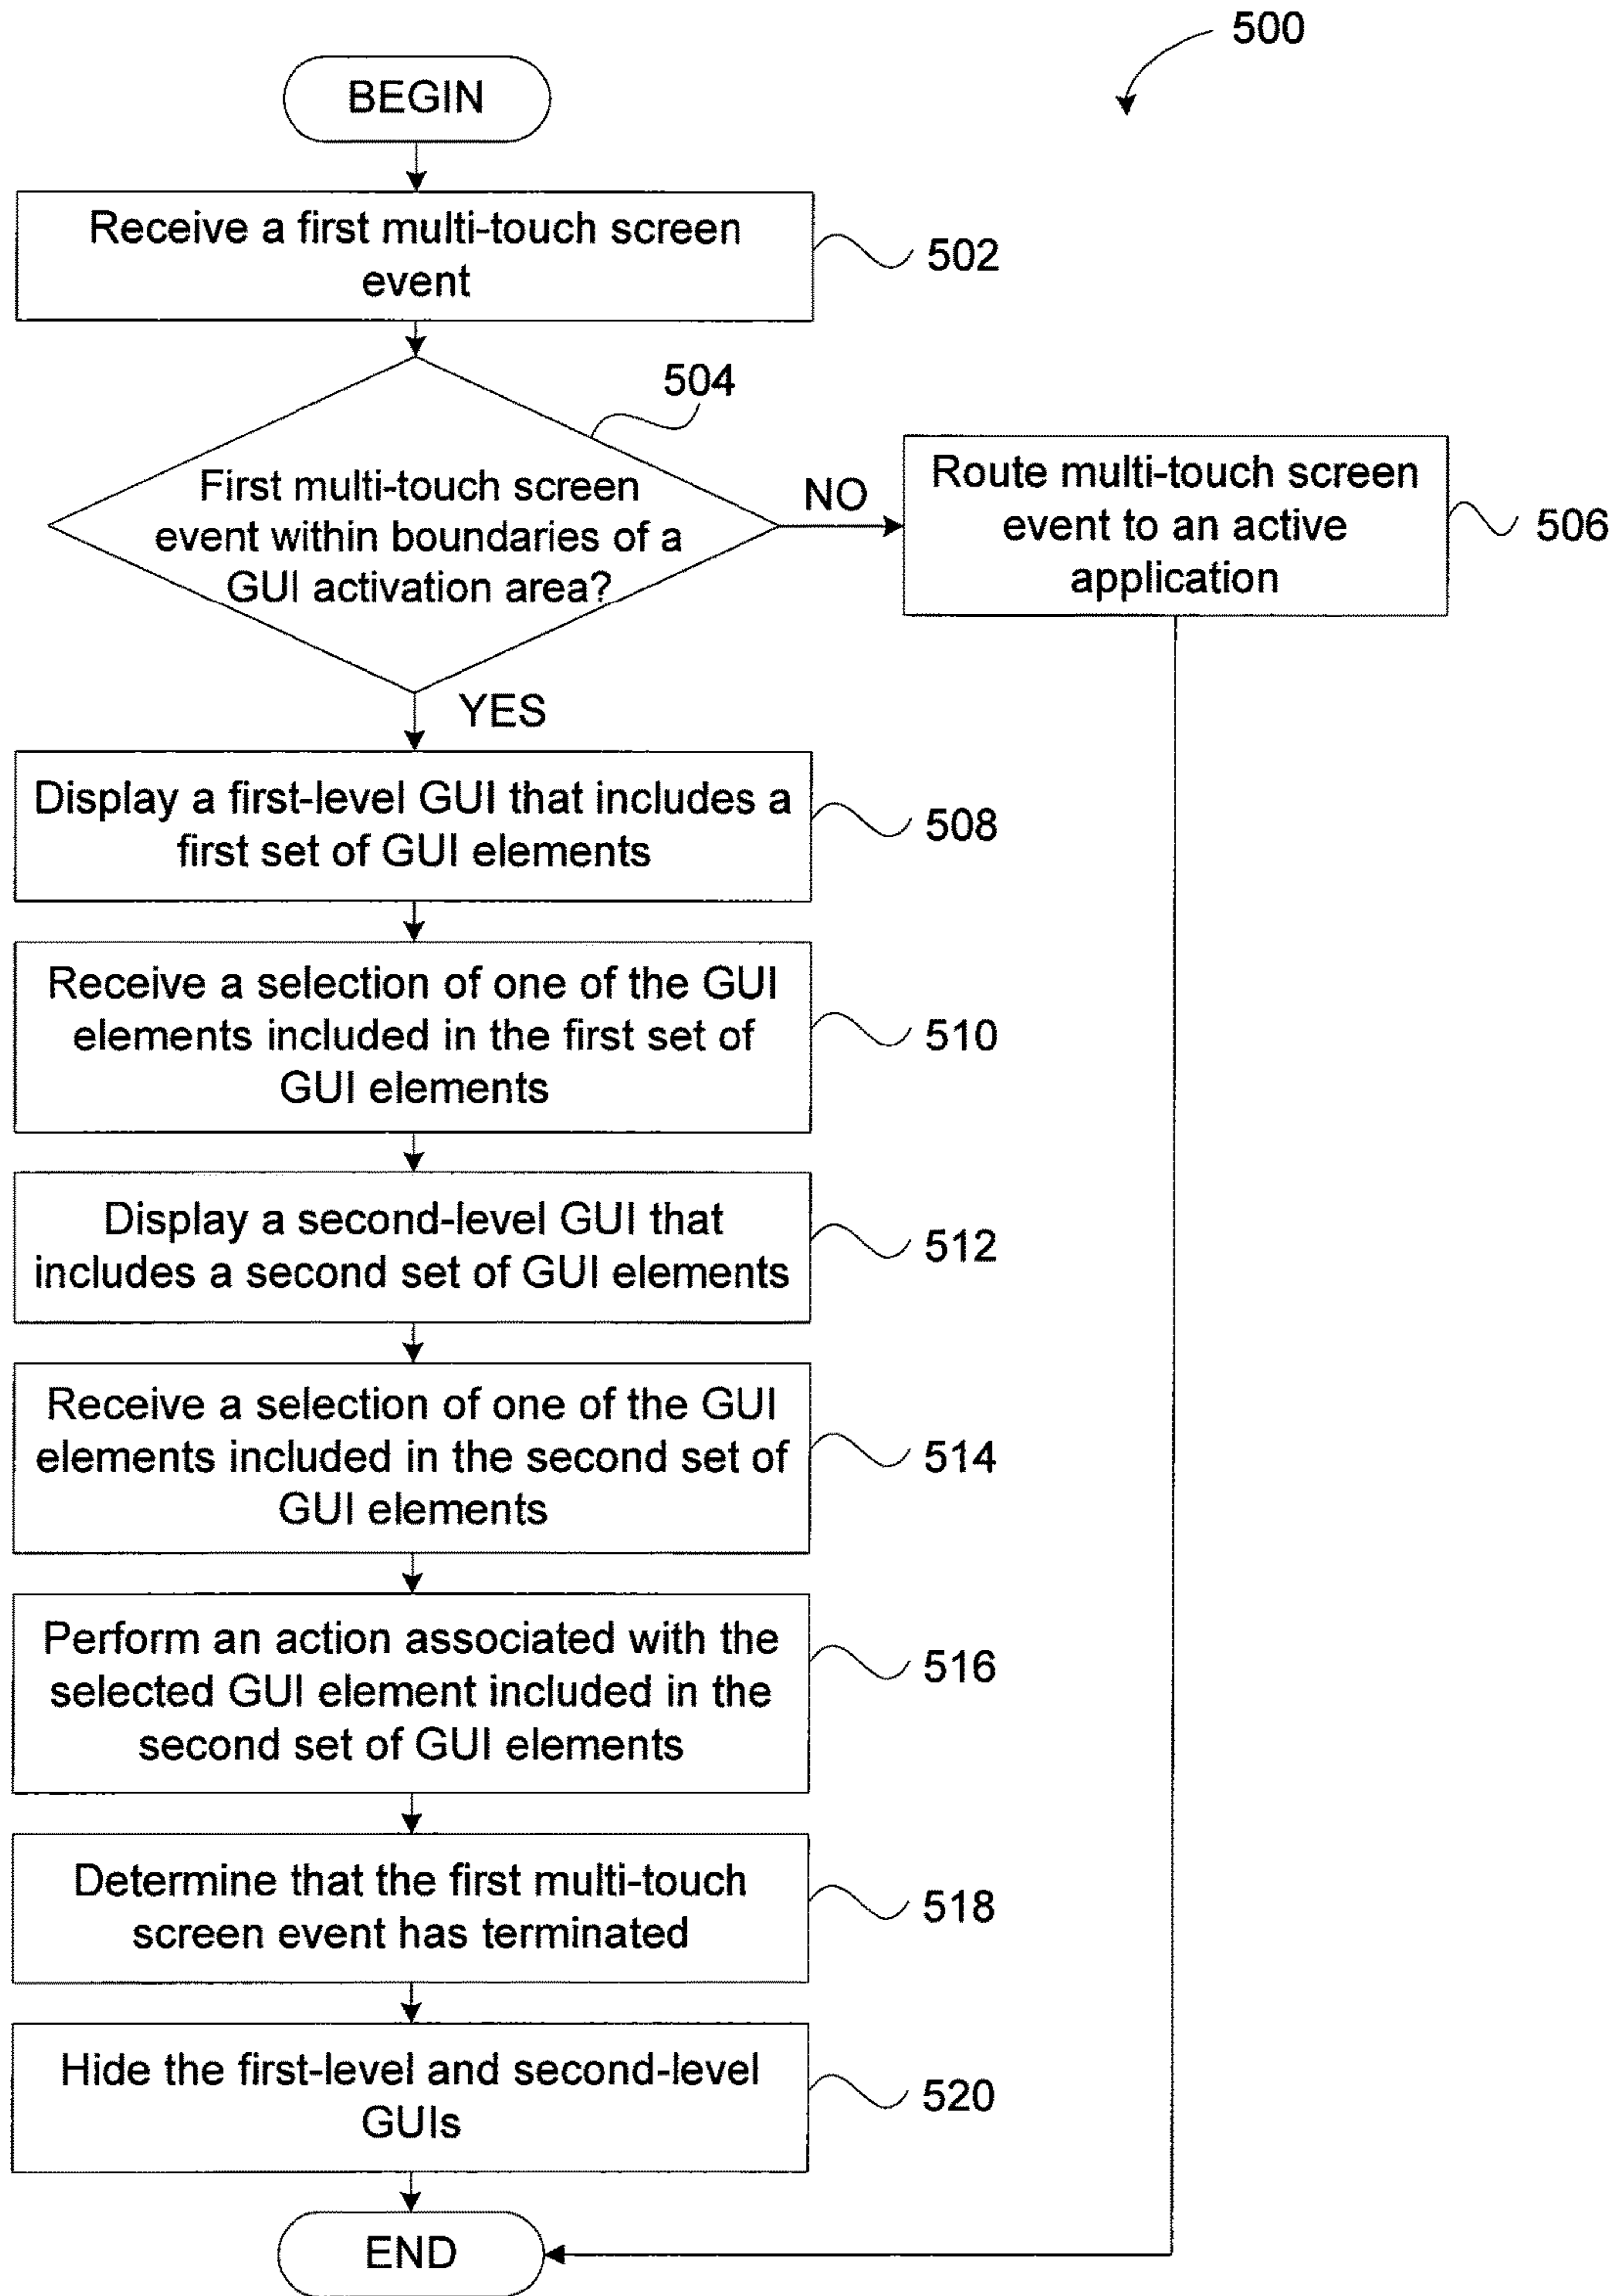 500
BEGIN
Receive a first multi-touch screen
event
502
504
First multi-touch screen
event within boundaries of a
GUI activation area?
NO
Route multi-touch screen
event to an active
application
506
YES
Display a first-level GUI that includes a
first set of GUI elements
508
Receive a selection of one of the GUI
elements included in the first set of
GUI elements
510
Display a second-level GUI that
includes a second set of GUI elements
512
Receive a selection of one of the GUI
elements included in the second set of
GUI elements
514
Perform an action associated with the
selected GUI element included in the
second set of GUI elements
516
Determine that the first multi-touch
screen event has terminated
518
Hide the first-level and second-level
GUIs
520
END